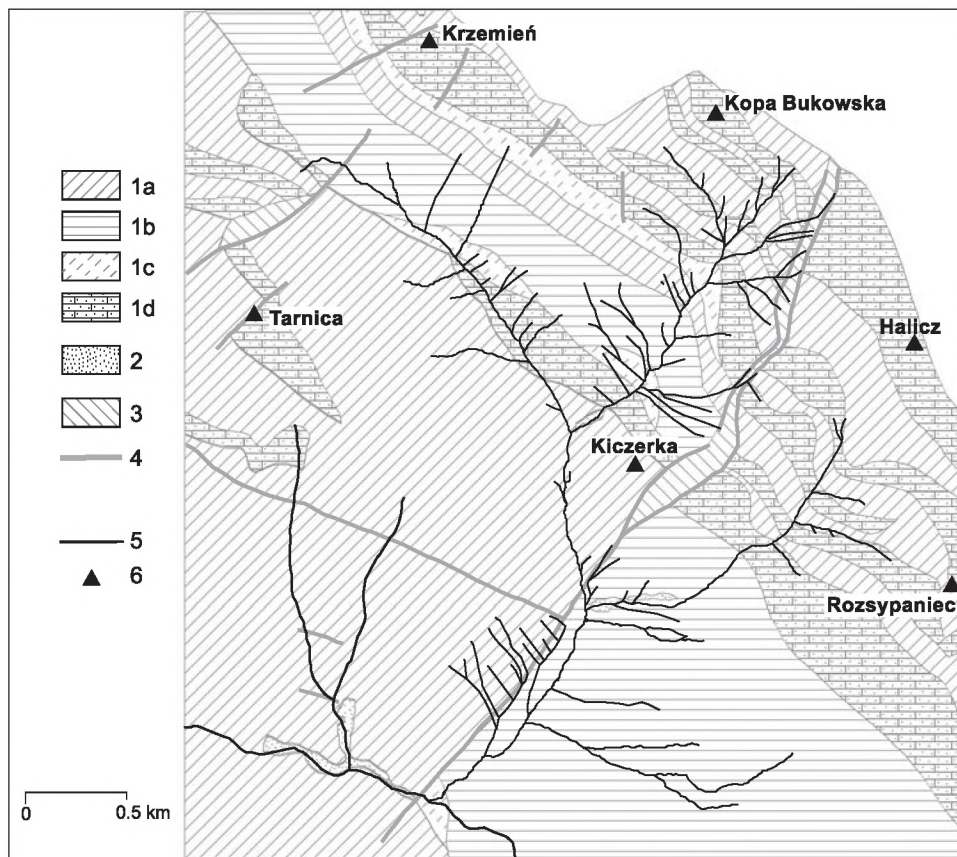 Krzemień
Kopa Bukowska
1a
1b
1c
1d
2
3
4
5
6
Tarnica
Halicz
Kiczerka
Rozsypaniec
0 0.5 km